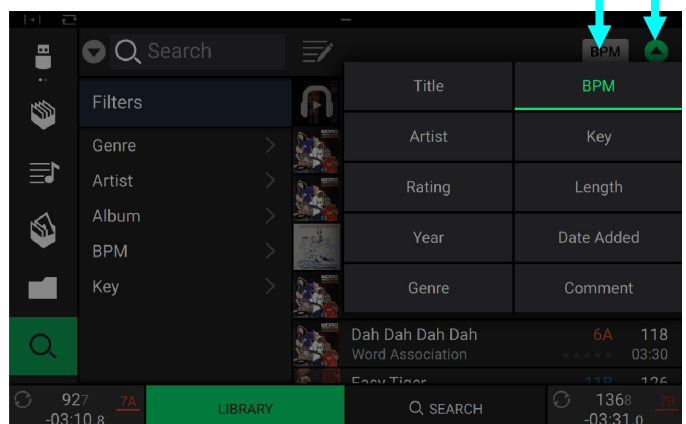 Search
BPM
Filters
Genre
Artist
Album
BPM
Key
Title
BPM
Artist
Key
Rating
Length
Year
Date Added
Genre
Comment
Dah Dah Dah Dah
6A 118
Word Association
03:30
Easy Tiger
11B 126
927 7A
-03:10.8
LIBRARY
SEARCH
1368 7B
-03:31.0